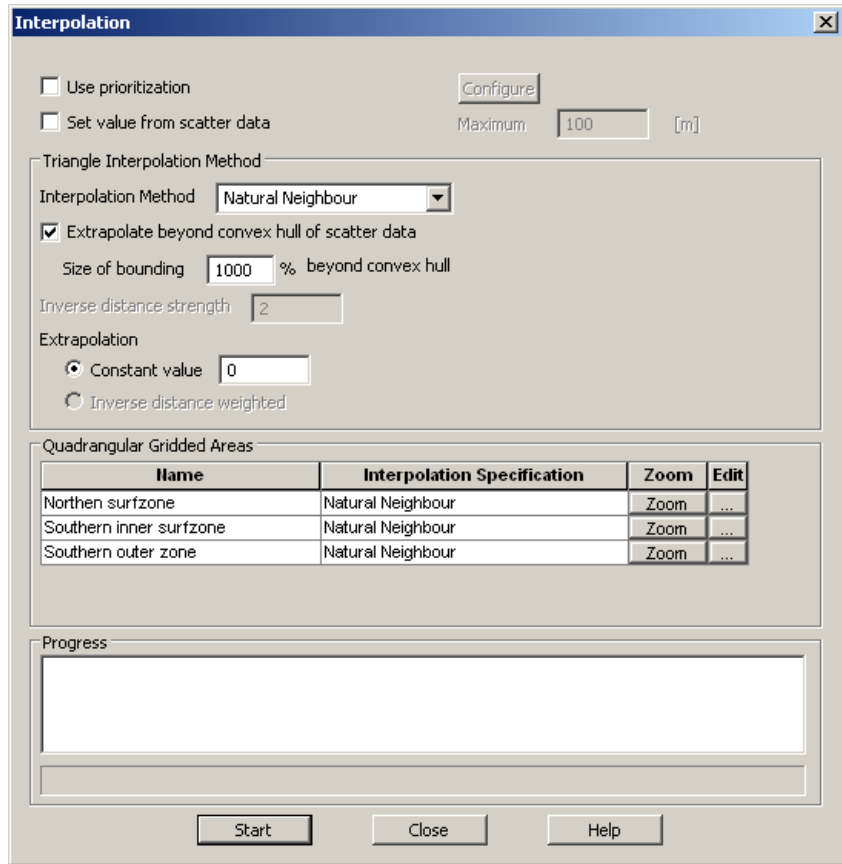 Interpolation
Use prioritization
Configure
Set value from scatter data
Maximum 100 [m]
Triangle Interpolation Method
Interpolation Method Natural Neighbour
Extrapolate beyond convex hull of scatter data
Size of bounding 1000 % beyond convex hull
Inverse distance strength 2
Extrapolation
Constant value 0
Inverse distance weighted
Quadrangular Gridded Areas
Name Interpolation Specification Zoom Edit
Northen surfzone Natural Neighbour Zoom ...
Southern inner surfzone Natural Neighbour Zoom ...
Southern outer zone Natural Neighbour Zoom ...
Progress
Start Close Help